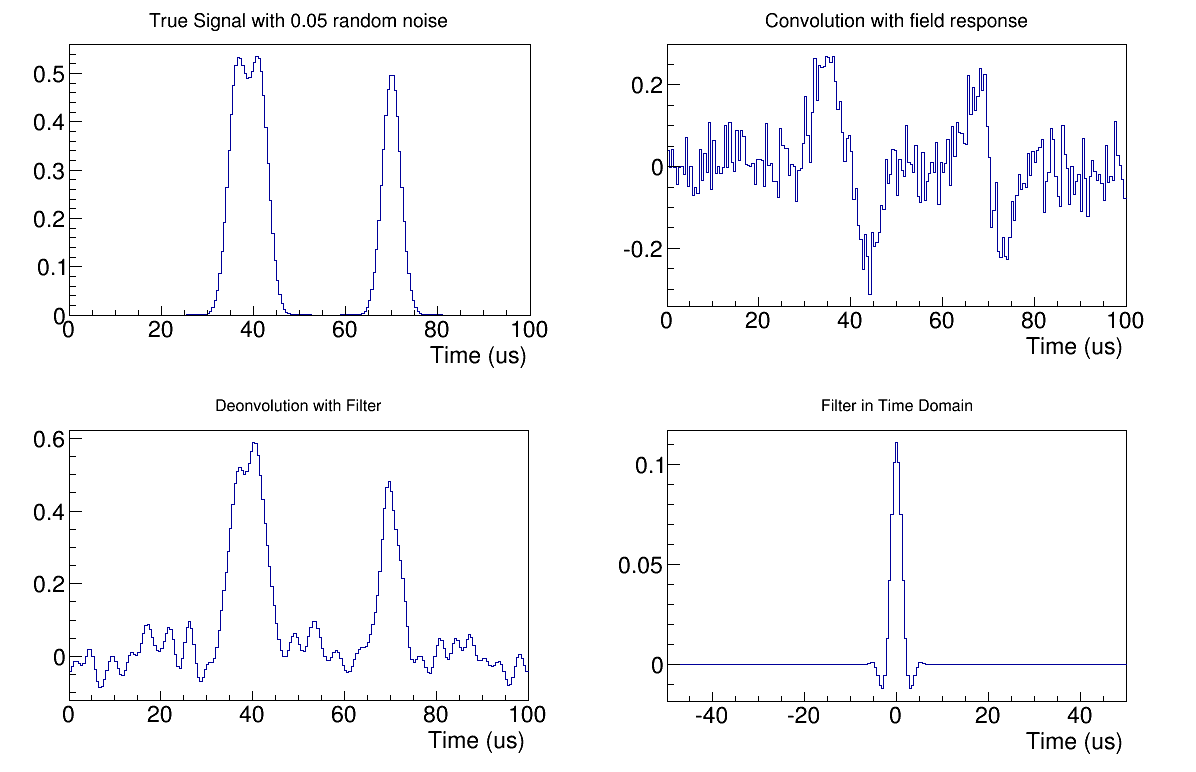 True Signal with 0.05 random noise
0.5
0.4
0.3
0.2
0.1
0
0 20 40 60 80 100
Time (us)
Convolution with field response
0.2
0
-0.2
0 20 40 60 80 100
Time (us)
Deonvolution with Filter
0.6
0.4
0.2
0
0 20 40 60 80 100
Time (us)
Filter in Time Domain
0.1
0.05
0
-40 -20 0 20 40
Time (us)